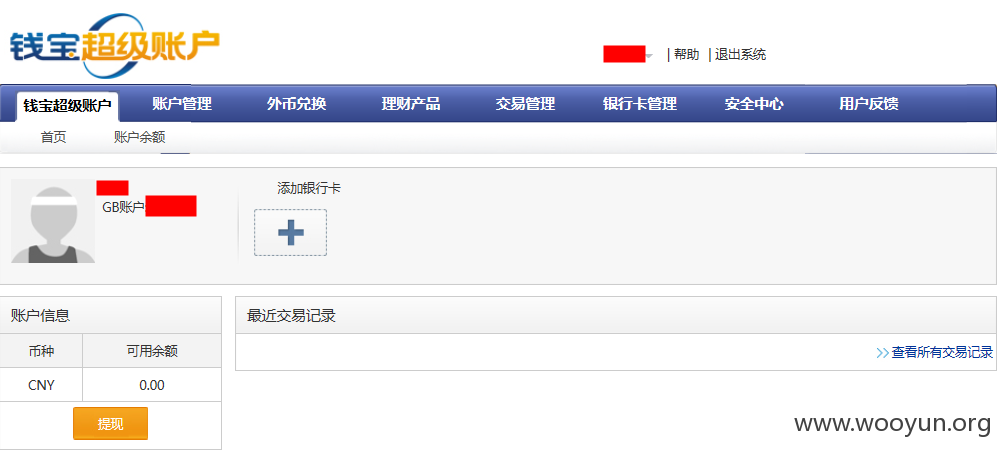 钱宝超级账户
帮助 | 退出系统
钱宝超级账户 账户管理 外币兑换 理财产品 交易管理 银行卡管理 安全中心 用户反馈
首页 账户余额
添加银行卡
GB账户
账户信息
最近交易记录
币种 可用余额
查看所有交易记录
CNY 0.00
提现
www.wooyun.org